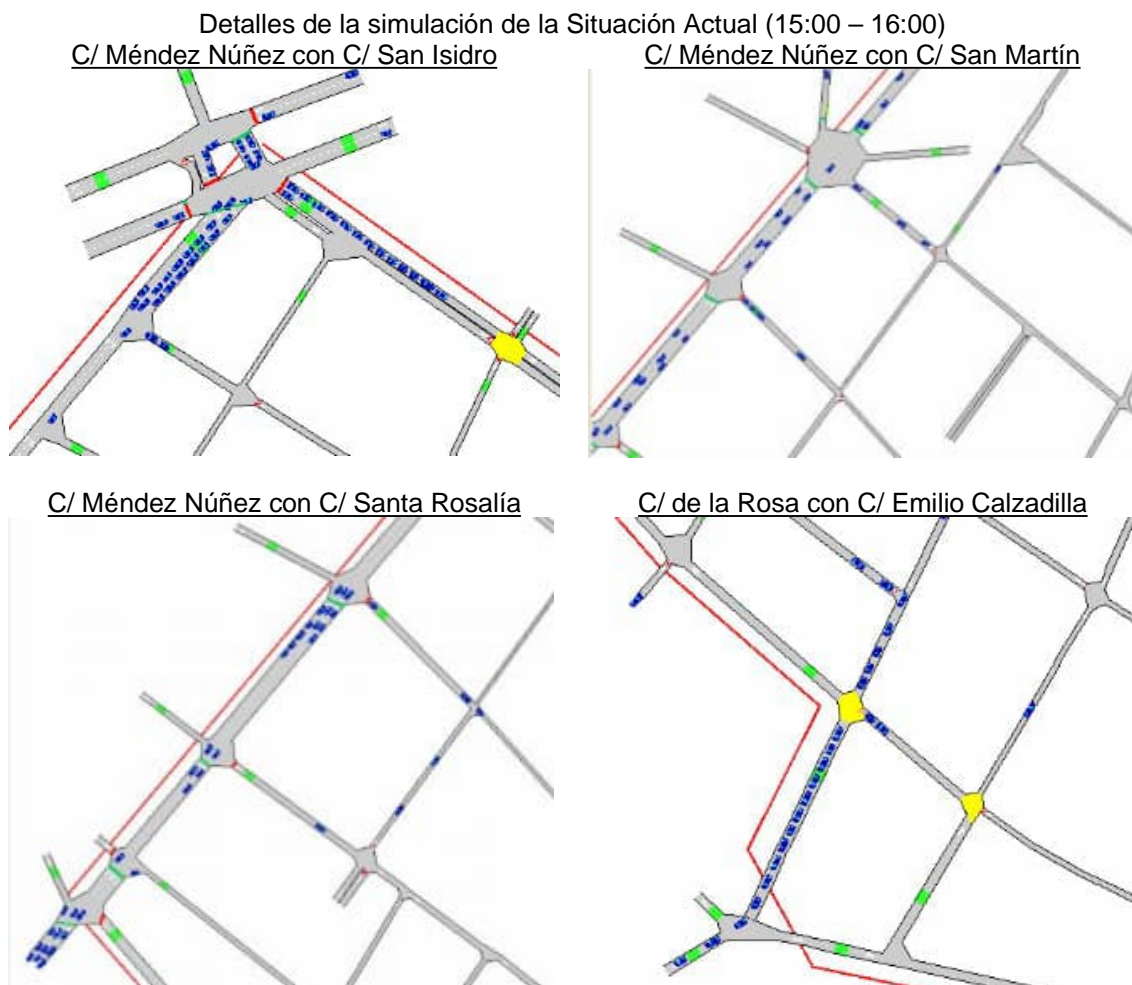 Detalles de la simulación de la Situación Actual (15:00 – 16:00)
C/ Méndez Núñez con C/ San Isidro
C/ Méndez Núñez con C/ San Martín
C/ Méndez Núñez con C/ Santa Rosalía
C/ de la Rosa con C/ Emilio Calzadilla